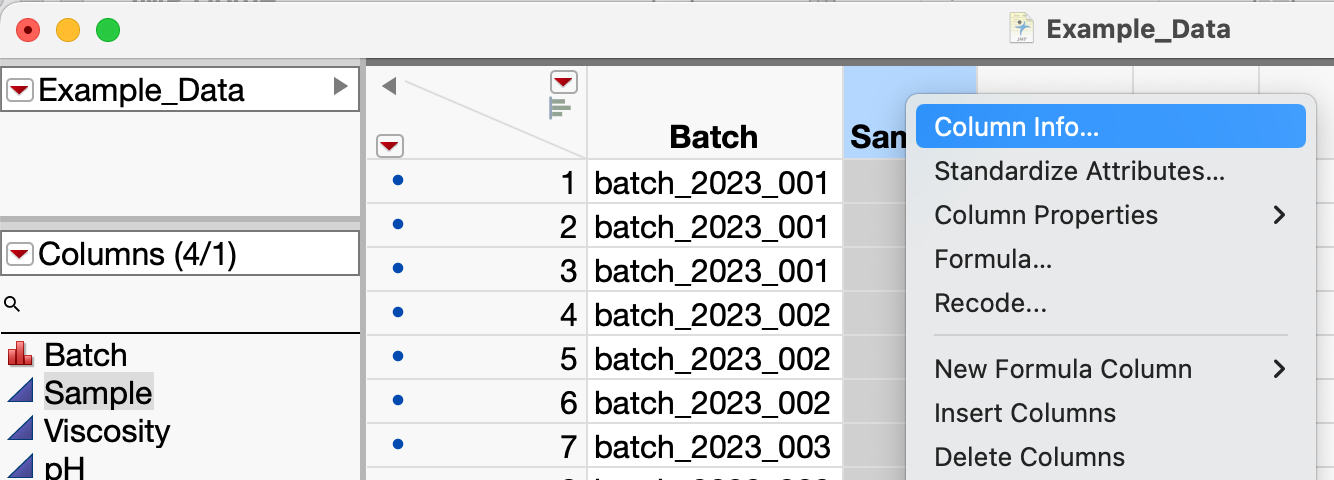 Example_Data
Example_Data
Batch
Sam
Column Info...
Standardize Attributes...
Column Properties
Formula...
Recode...
New Formula Column
Insert Columns
Delete Columns
1 batch_2023_001
2 batch_2023_001
3 batch_2023_001
4 batch_2023_002
5 batch_2023_002
6 batch_2023_002
7 batch_2023_003
Columns (4/1)
Batch
Sample
Viscosity
pH